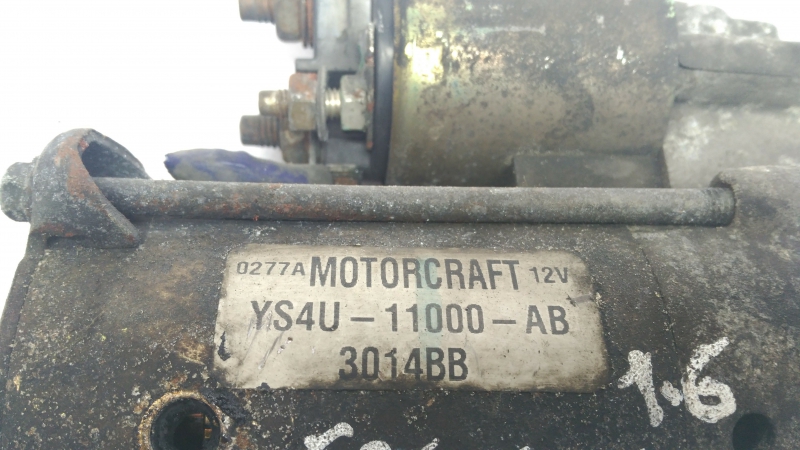 0277A MOTORCRAFT 12V
YS4U-11000-AB
3014BB
1.6